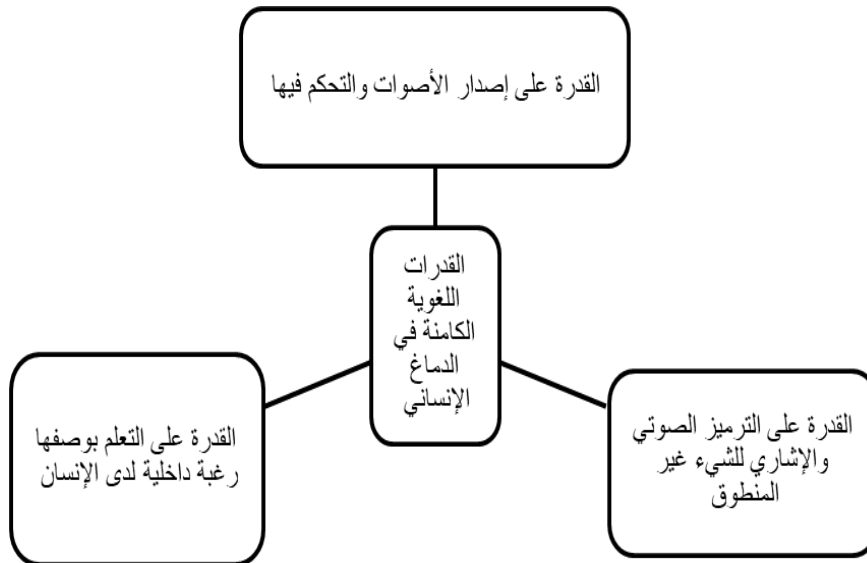 القدرة على إصدار الأصوات والتحكم فيها
القدرات
اللغوية
الكامنة في
الدماغ
الإنساني
القدرة على الترميز الصوتي
والإشاري للشيء غير
المنطوق
القدرة على التعلم بوصفها
رغبة داخلية لدى الإنسان